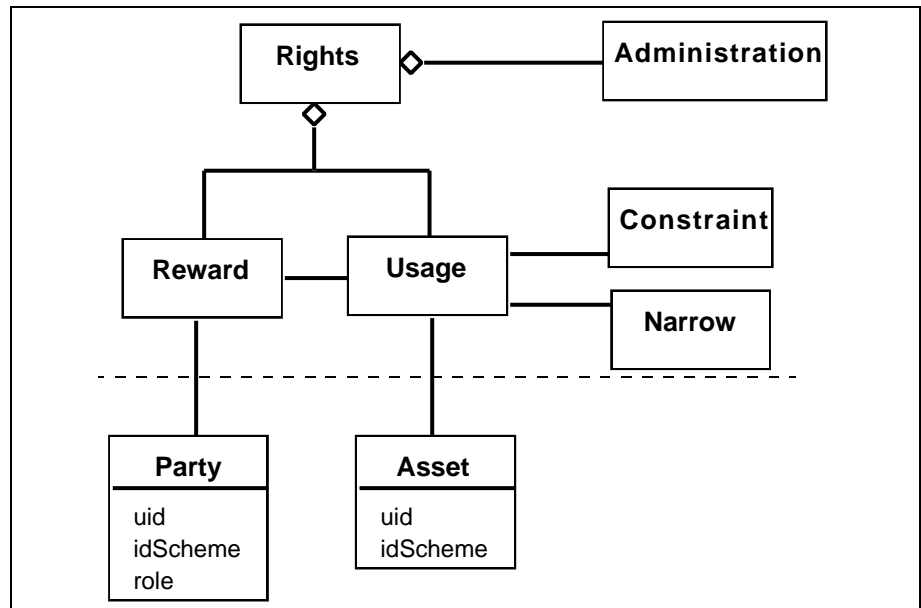 Rights
Administration
Constraint
Reward
Usage
Narrow
Party
uid
idScheme
role
Asset
uid
idScheme